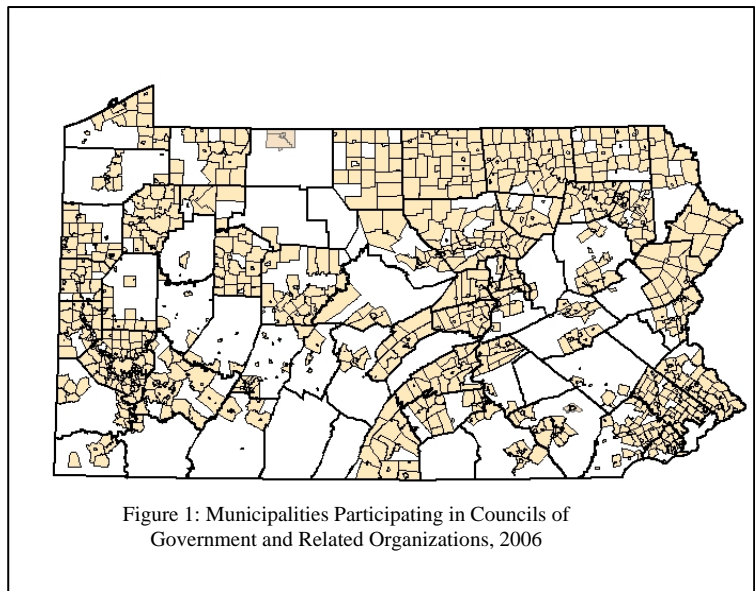 Figure 1: Municipalities Participating in Councils of
Government and Related Organizations, 2006